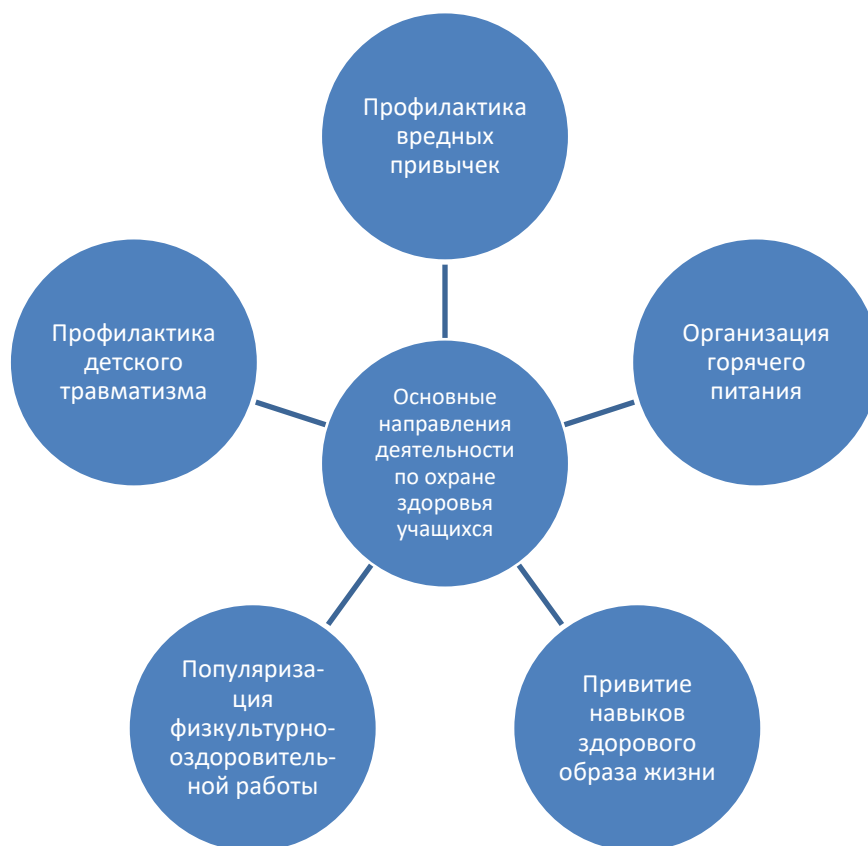 Профилактика
вредных
привычек
Профилактика
детского
травматизма
Организация
горячего
питания
Основные
направления
деятельности
по охране
здоровья
учащихся
Популяриза-
ция
физкультурно-
оздоровитель-
ной работы
Привитие
навыков
здорового
образа жизни